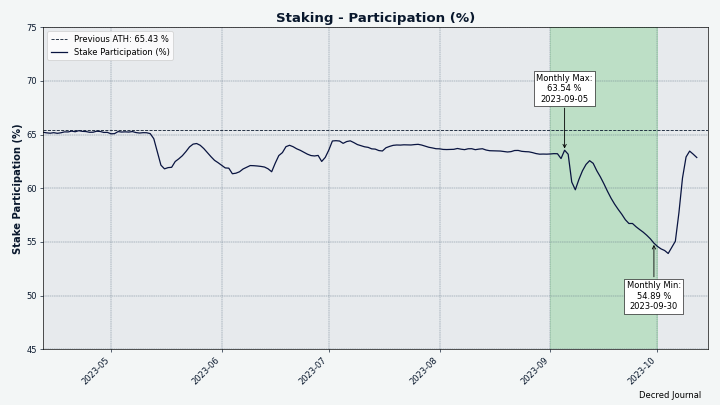 Staking - Participation (%)
Previous ATH: 65.43 %
Stake Participation (%)
Stake Participation (%)
75
70
65
60
55
50
45
Monthly Max:
63.54 %
2023-09-05
Monthly Min:
54.89 %
2023-09-30
2023-05
2023-06
2023-07
2023-08
2023-09
2023-10
Decred Journal